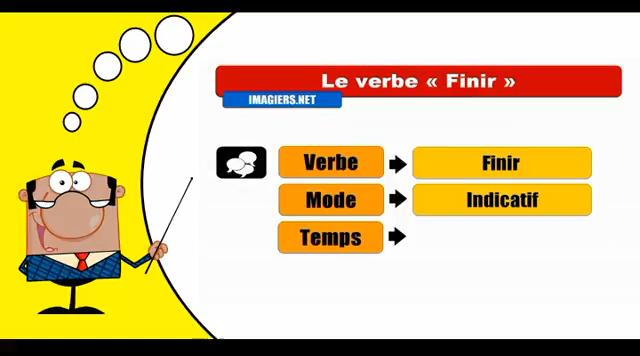 Le verbe « Finir »
IMAGIERS.NET
Verbe Finir
Mode Indicatif
Temps